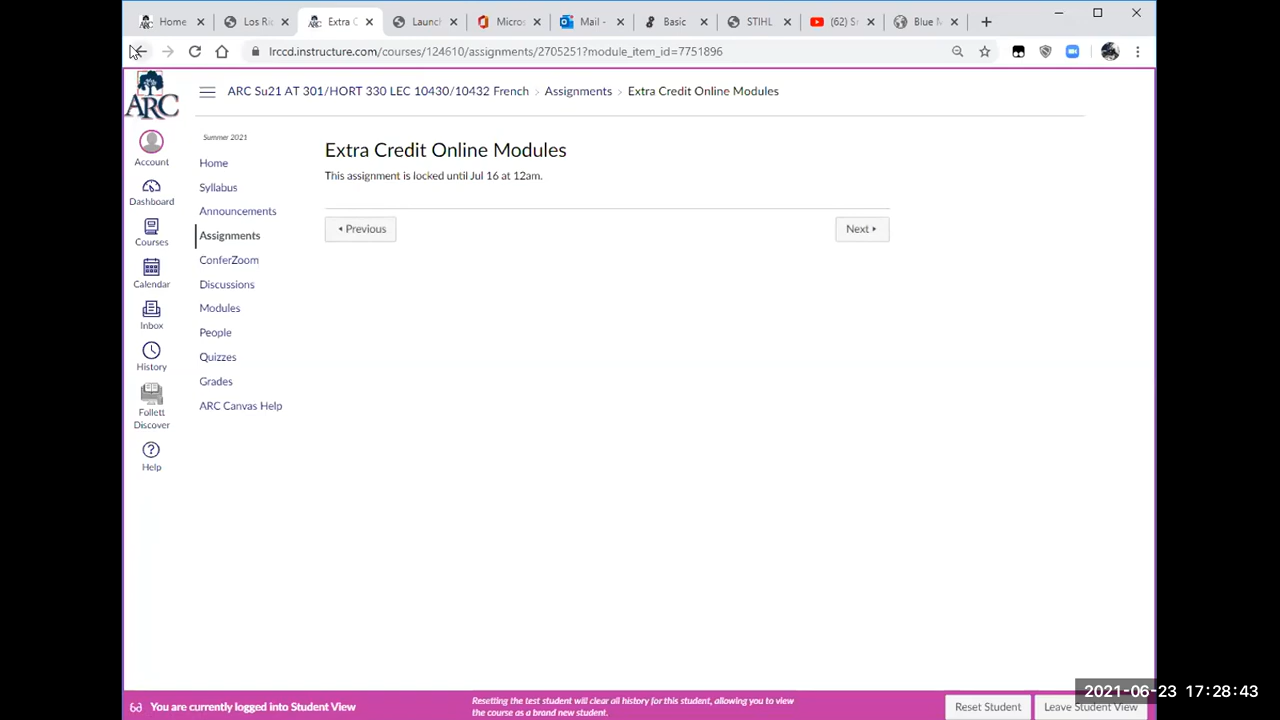 Home
Los Ric
Extra C
Launc
Micros
Mail -
Basic
STIHL
(62) S
Blue M
lrccd.instructure.com/courses/124610/assignments/2705251?module_item_id=7751896
ARC
ARC Su21 AT 301/HORT 330 LEC 10430/10432 French > Assignments > Extra Credit Online Modules
Account
Dashboard
Courses
Calendar
Inbox
History
Follett
Discover
Help
Summer 2021
Home
Syllabus
Announcements
Assignments
ConferZoom
Discussions
Modules
People
Quizzes
Grades
ARC Canvas Help
Extra Credit Online Modules
This assignment is locked until Jul 16 at 12am.
Previous
Next
You are currently logged into Student View
Resetting the test student will clear all history for this student, allowing you to view
the course as a brand new student.
Reset Student
Leave Student View
2021-06-23 17:28:43